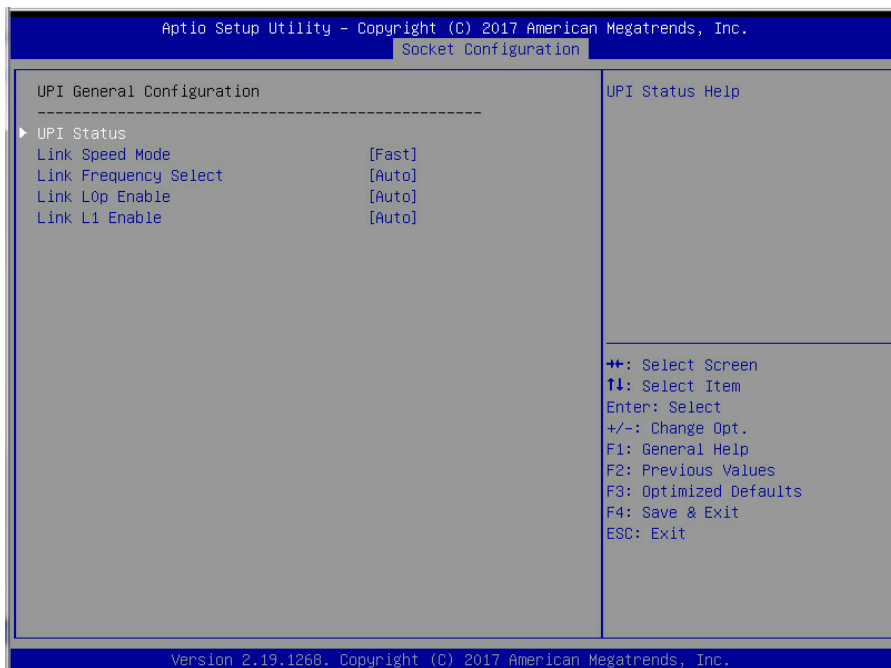 Aptio Setup Utility – Copyright (C) 2017 American Megatrends, Inc.
Socket Configuration
UPI General Configuration
--------------------------------------------------
UPI Status
Link Speed Mode [Fast]
Link Frequency Select [Auto]
Link L0p Enable [Auto]
Link L1 Enable [Auto]
UPI Status Help
→←: Select Screen
↑↓: Select Item
Enter: Select
+/-: Change Opt.
F1: General Help
F2: Previous Values
F3: Optimized Defaults
F4: Save & Exit
ESC: Exit
Version 2.19.1268. Copyright (C) 2017 American Megatrends, Inc.